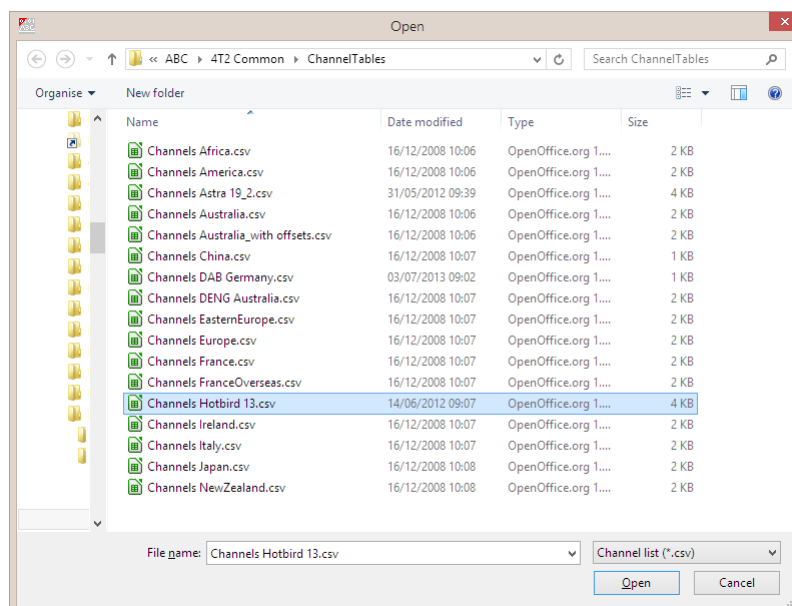 Open
« ABC 4T2 Common ChannelTables Search ChannelTables
Organise New folder
Name Date modified Type Size
Channels Africa.csv 16/12/2008 10:06 OpenOffice.org 1.... 2 KB
Channels America.csv 16/12/2008 10:06 OpenOffice.org 1.... 2 KB
Channels Astra 19_2.csv 31/05/2012 09:39 OpenOffice.org 1.... 4 KB
Channels Australia.csv 16/12/2008 10:06 OpenOffice.org 1.... 2 KB
Channels Australia_with offsets.csv 16/12/2008 10:06 OpenOffice.org 1.... 2 KB
Channels China.csv 16/12/2008 10:07 OpenOffice.org 1.... 1 KB
Channels DAB Germany.csv 03/07/2013 09:02 OpenOffice.org 1.... 1 KB
Channels DENG Australia.csv 16/12/2008 10:07 OpenOffice.org 1.... 2 KB
Channels EasternEurope.csv 16/12/2008 10:07 OpenOffice.org 1.... 2 KB
Channels Europe.csv 16/12/2008 10:07 OpenOffice.org 1.... 2 KB
Channels France.csv 16/12/2008 10:07 OpenOffice.org 1.... 2 KB
Channels FranceOverseas.csv 16/12/2008 10:07 OpenOffice.org 1.... 2 KB
Channels Hotbird 13.csv 14/06/2012 09:07 OpenOffice.org 1.... 4 KB
Channels Ireland.csv 16/12/2008 10:07 OpenOffice.org 1.... 2 KB
Channels Italy.csv 16/12/2008 10:07 OpenOffice.org 1.... 2 KB
Channels Japan.csv 16/12/2008 10:08 OpenOffice.org 1.... 2 KB
Channels NewZealand.csv 16/12/2008 10:08 OpenOffice.org 1.... 2 KB
File name: Channels Hotbird 13.csv Channel list (*.csv)
Open Cancel